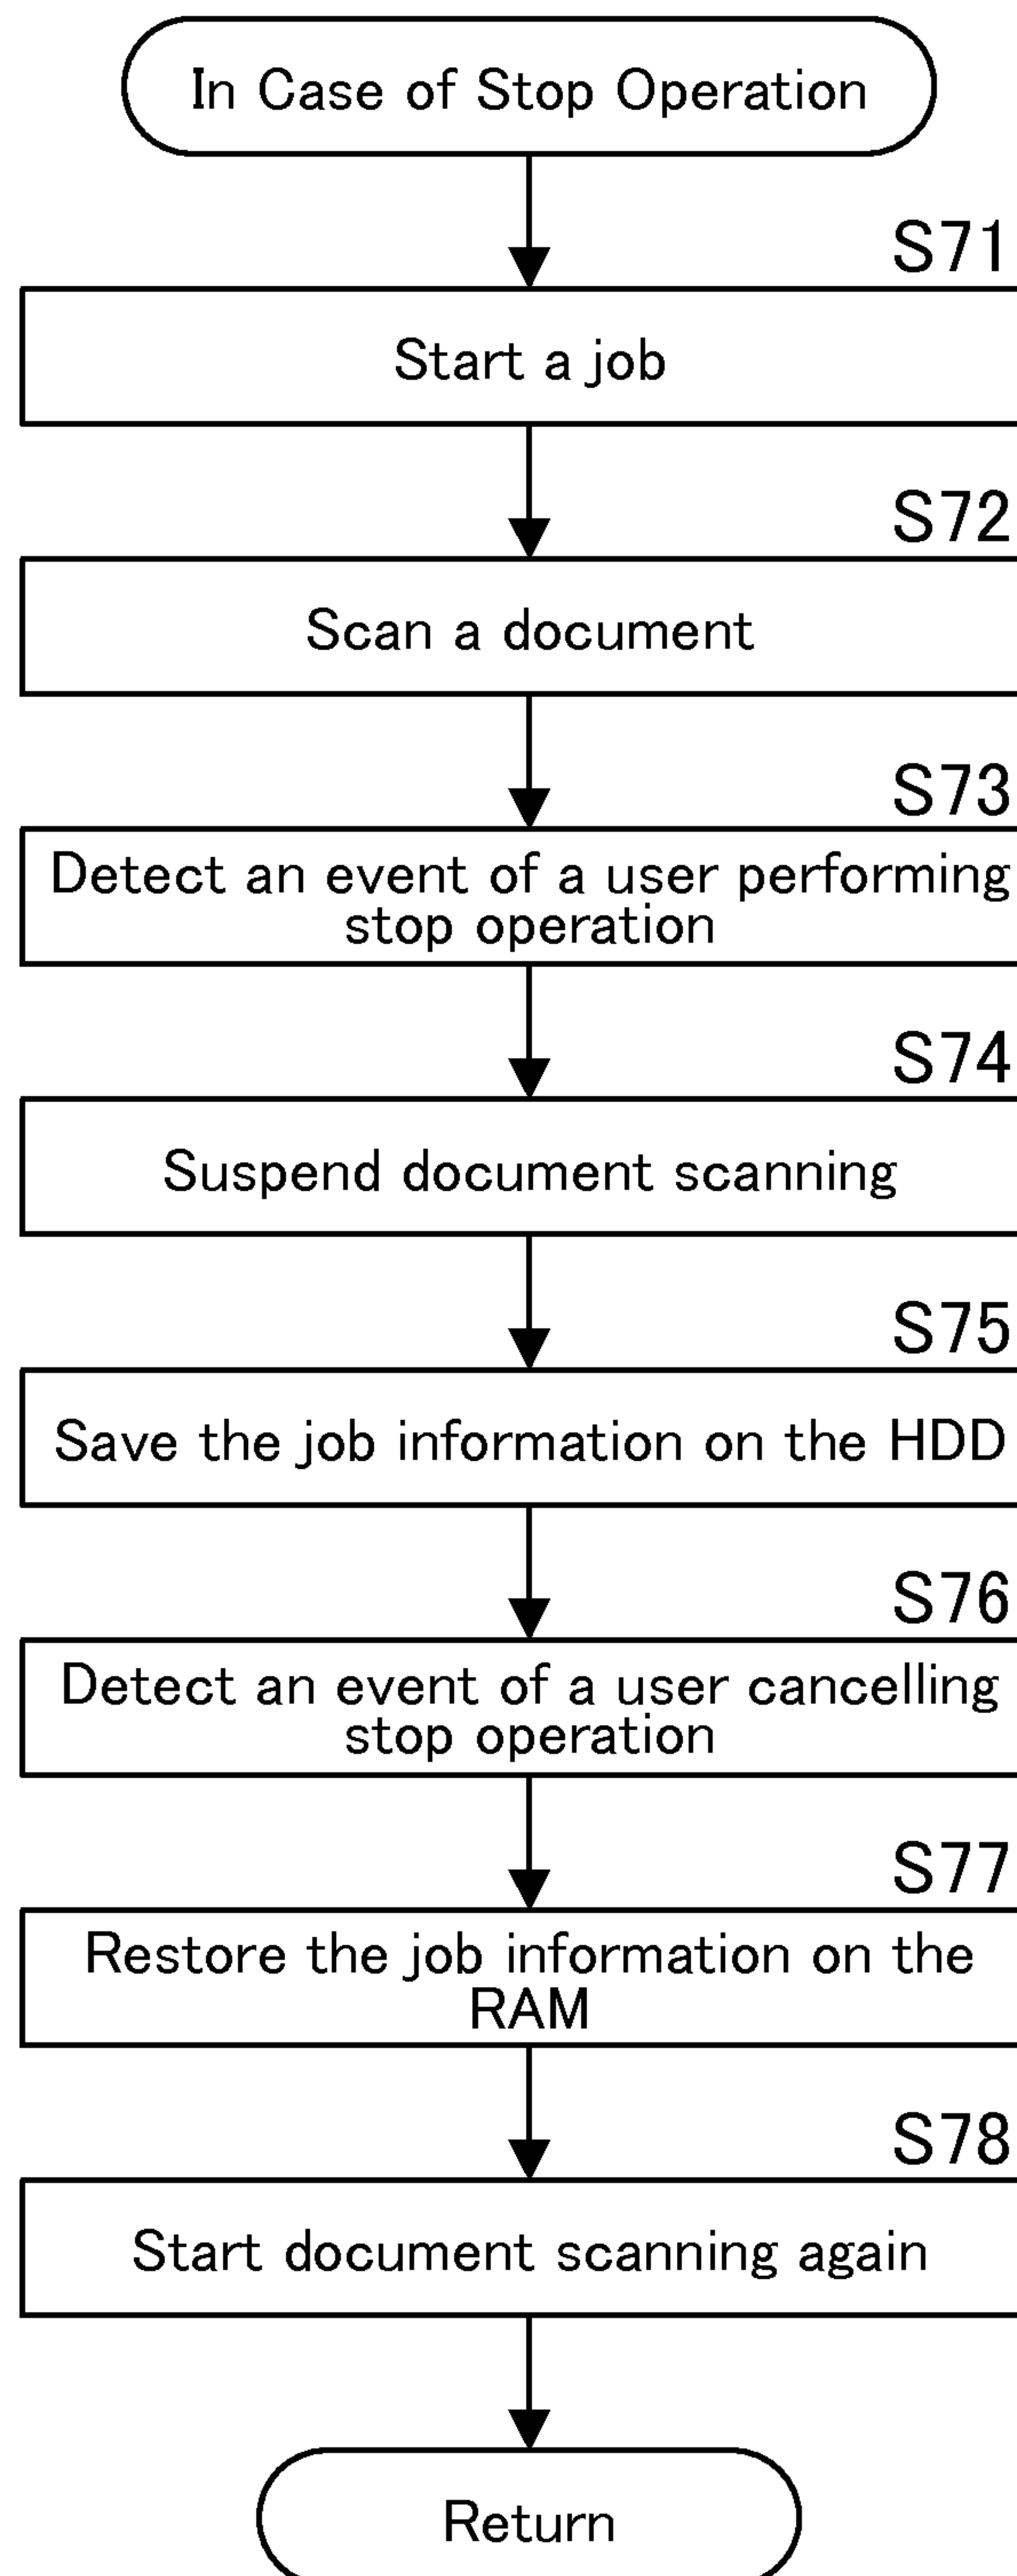 In Case of Stop Operation
S71
Start a job
S72
Scan a document
S73
Detect an event of a user performing
stop operation
S74
Suspend document scanning
S75
Save the job information on the HDD
S76
Detect an event of a user cancelling
stop operation
S77
Restore the job information on the
RAM
S78
Start document scanning again
Return